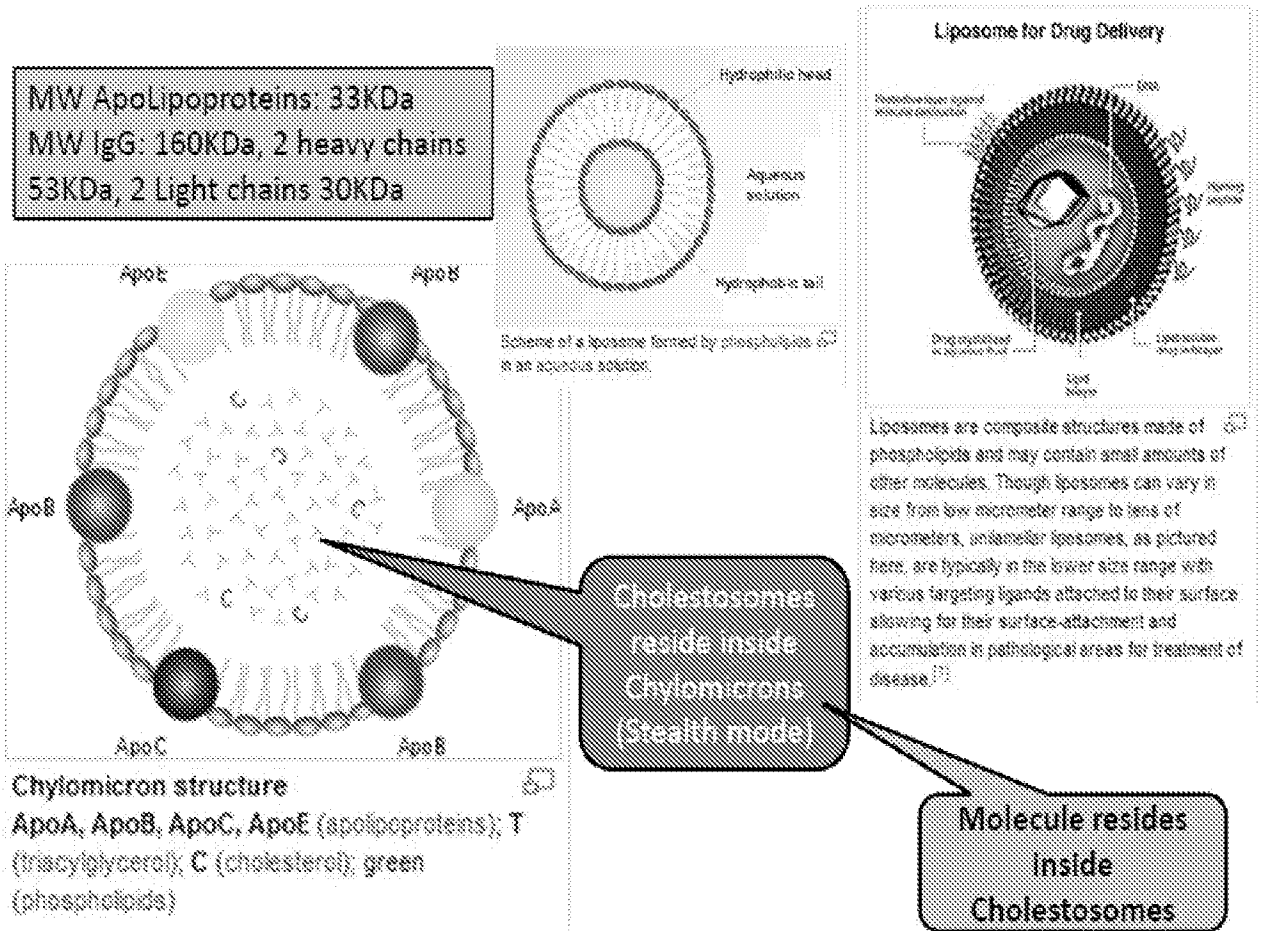 MW ApoLipoproteins: 33KDa
MW IgG: 160KDa, 2 heavy chains
53KDa, 2 Light chains 30KDa
Hydrophilic head
Aqueous
solution
Hydrophobic tail
Scheme of a liposome formed by phospholipids
in an aqueous solution.
Liposome for Drug Delivery
Homing
Lipid
Liposomes are composite structures made of
phospholipids and may contain small amounts of
other molecules. Though liposomes can vary in
size from low micrometer range to tens of
micrometers, unilamellar liposomes, as pictured
here, are typically in the lower size range with
various targeting ligands attached to their surface
allowing for their surface-attachment and
accumulation in pathological areas for treatment of
disease.[1]
ApoE
ApoB
ApoB
ApoA
ApoC
ApoB
C
C
C
C
Chylomicron structure
ApoA, ApoB, ApoC, ApoE (apolipoproteins); T
(triacylglycerol); C (cholesterol); green
(phospholipids)
Cholestosomes
reside inside
Chylomicrons
(Stealth mode)
Molecule resides
inside
Cholestosomes